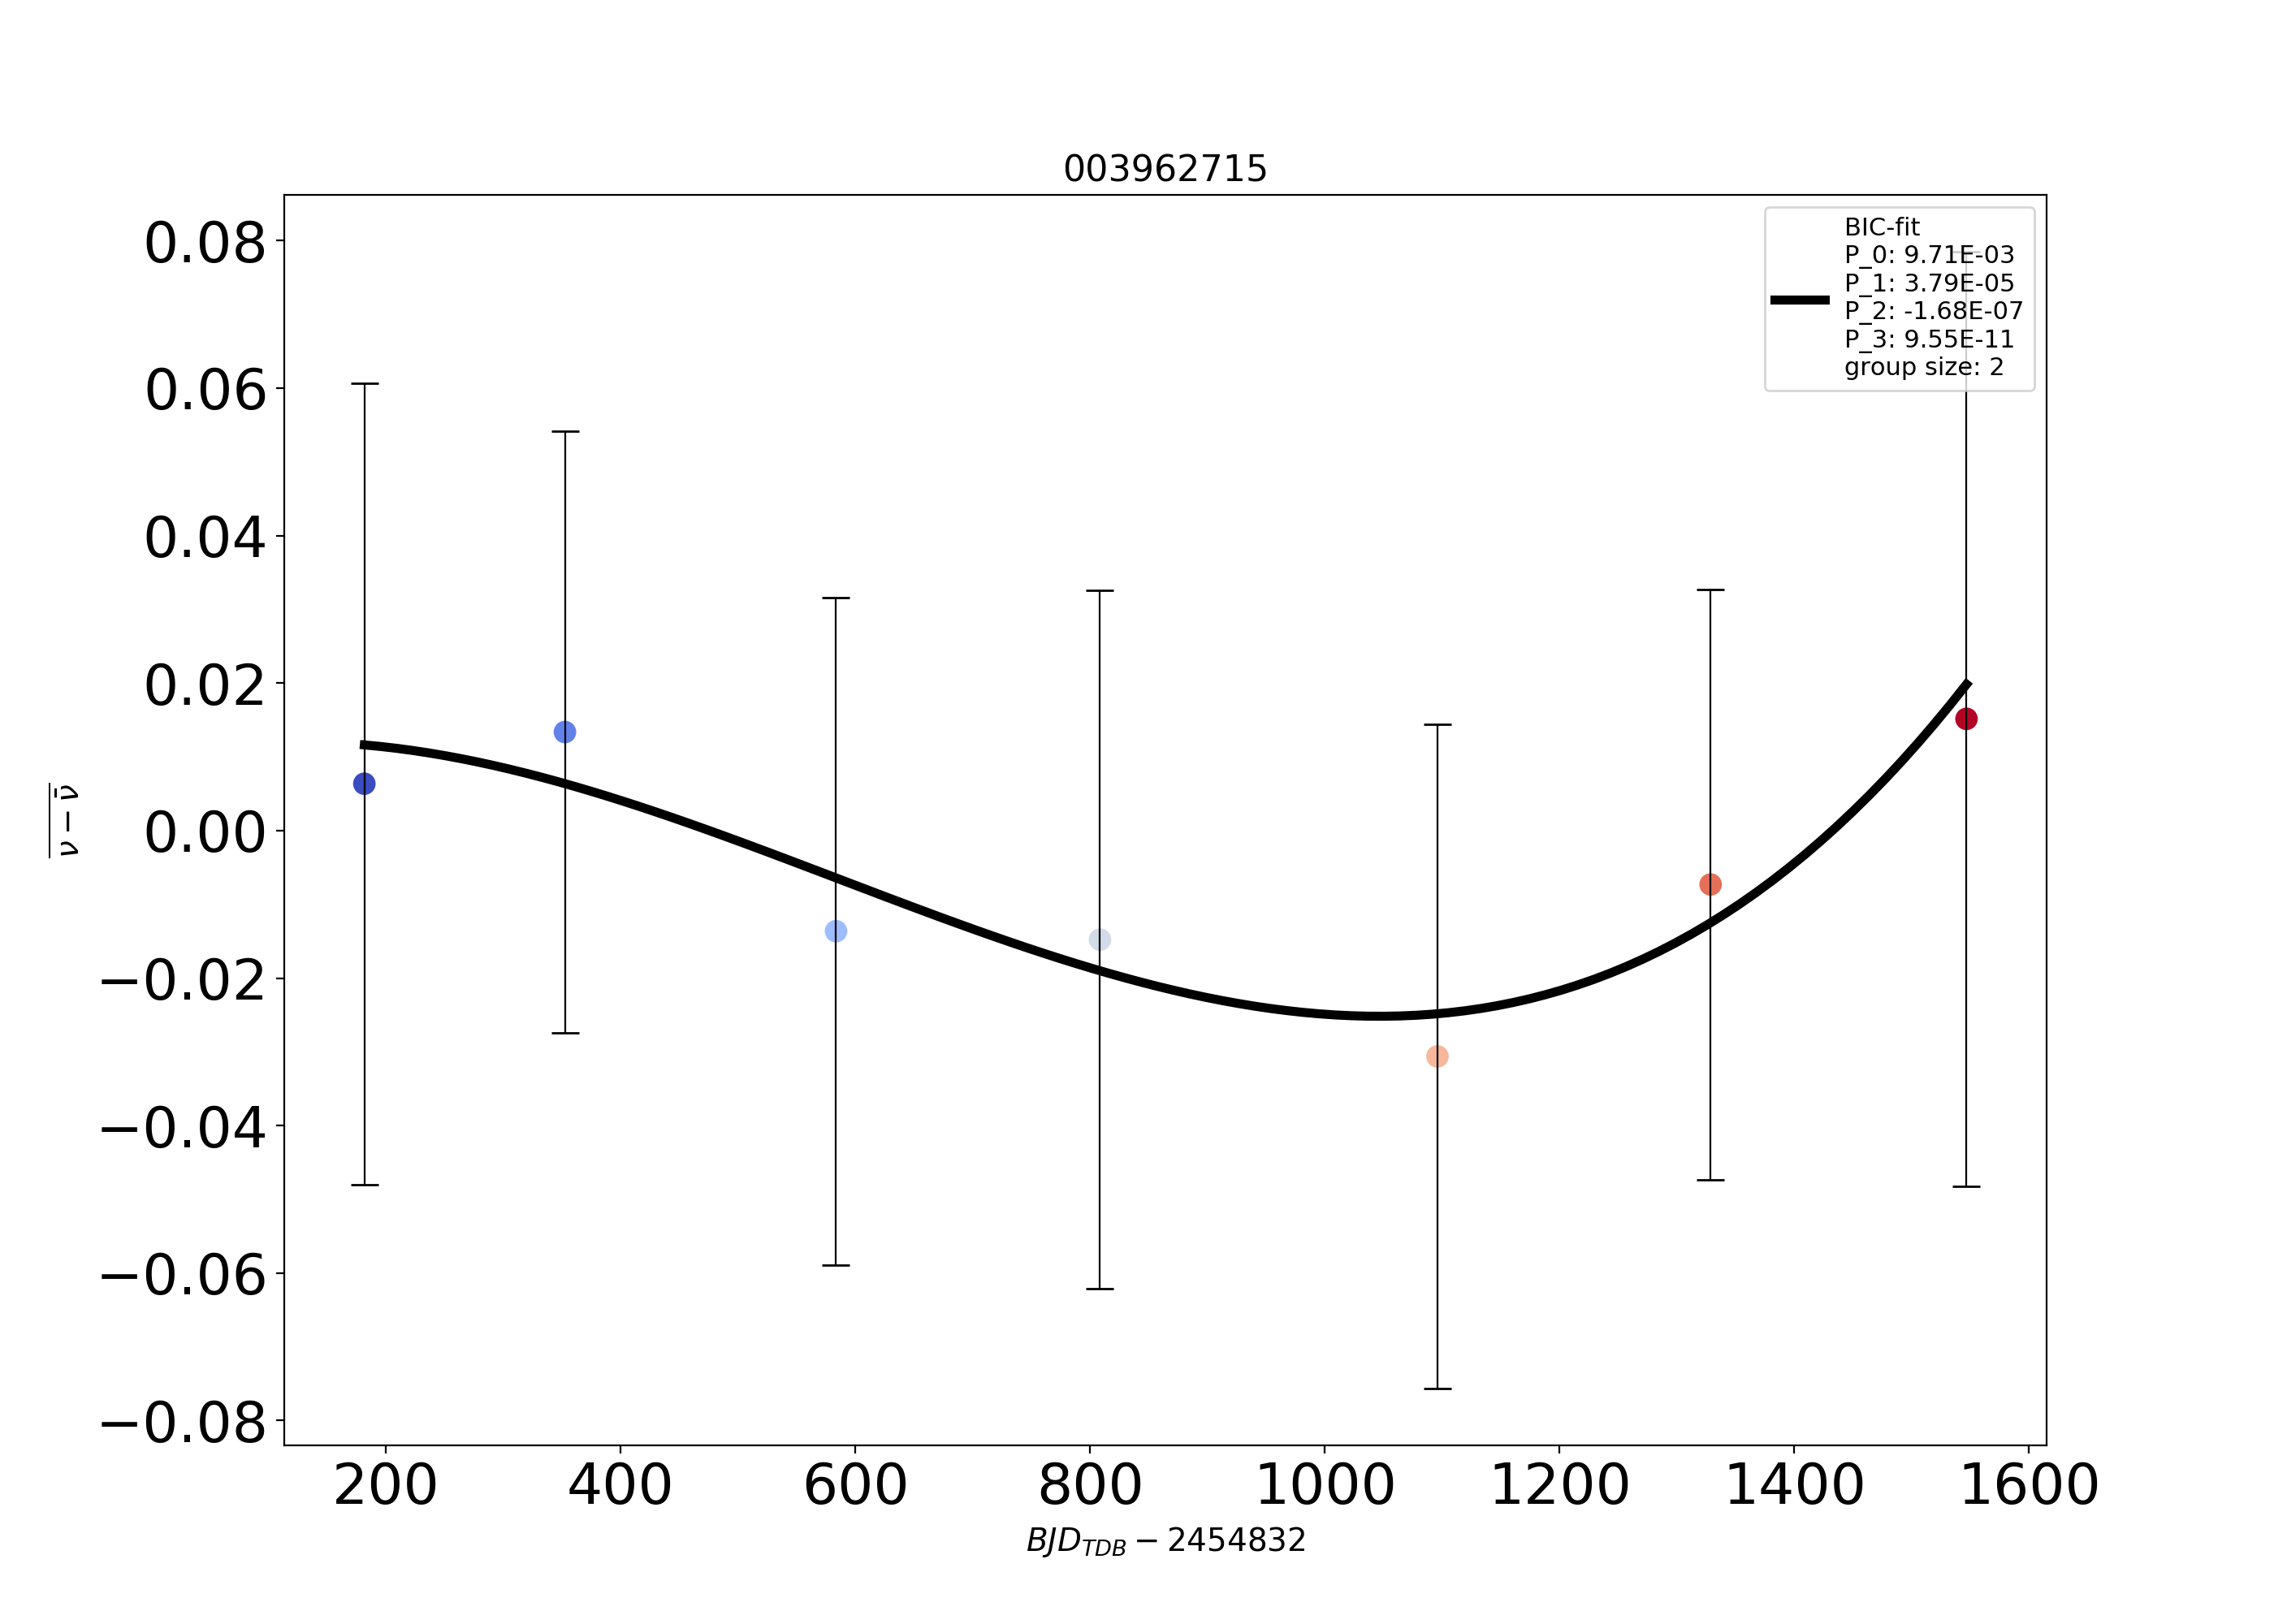 003962715
BIC-fit
P_0: 9.71E-03
P_1: 3.79E-05
P_2: -1.68E-07
P_3: 9.55E-11
group size: 2
0.08
0.06
0.04
0.02
0.00
−0.02
−0.04
−0.06
−0.08
ν − ν̄
200 400 600 800 1000 1200 1400 1600
BJD_TDB − 2454832